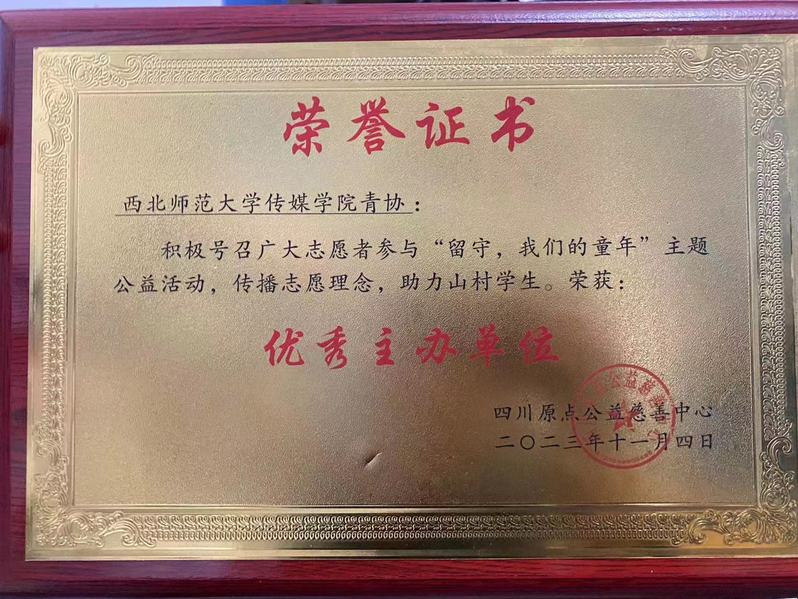 荣誉证书
西北师范大学传媒学院青协：
积极号召广大志愿者参与“留守，我们的童年”主题
公益活动，传播志愿理念，助力山村学生。荣获：
优秀主办单位
四川原点公益慈善中心
二〇二三年十一月四日